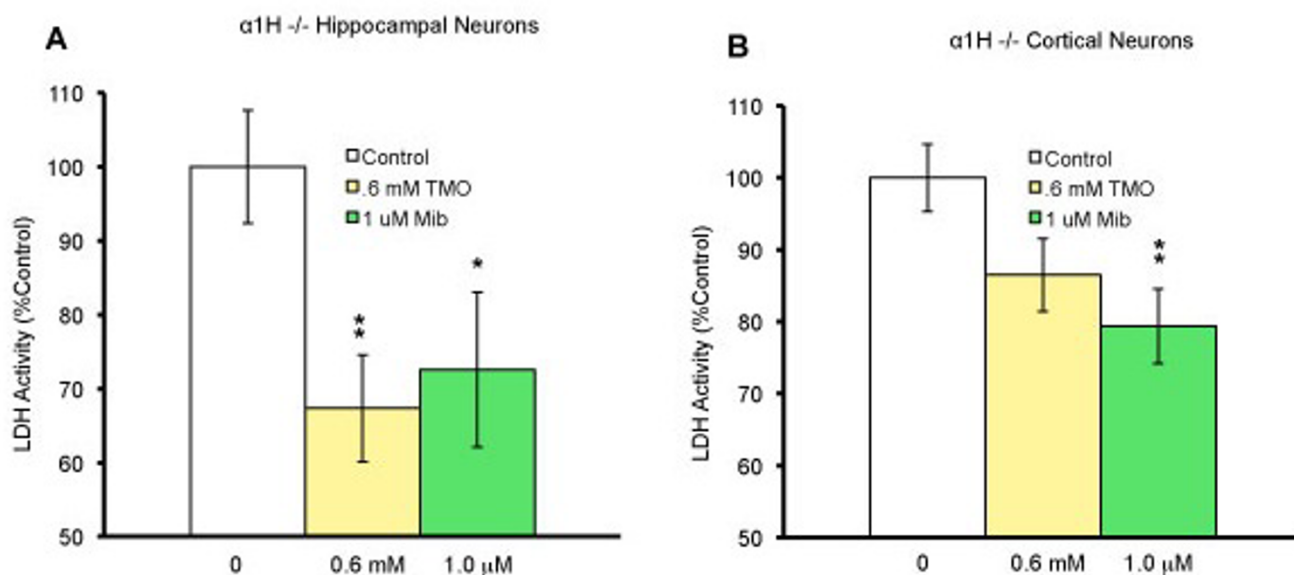 A
α1H -/- Hippocampal Neurons
LDH Activity (%Control)
110
100
90
80
70
60
50
Control
.6 mM TMO
1 uM Mib
**
*
0
0.6 mM
1.0 μM
B
α1H -/- Cortical Neurons
LDH Activity (%Control)
110
100
90
80
70
60
50
Control
.6 mM TMO
1 uM Mib
**
0
0.6 mM
1.0 μM